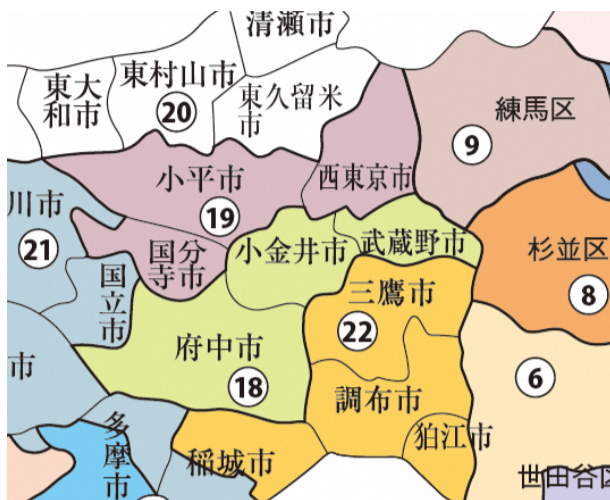 清瀬市
東大
和市
東村山市
20
東久留米
市
練馬区
9
小平市
西東京市
19
川市
21
国分
寺市
小金井市
武蔵野市
杉並区
8
国立市
三鷹市
22
府中市
18
市
6
調布市
狛江市
多摩市
稲城市
世田谷区